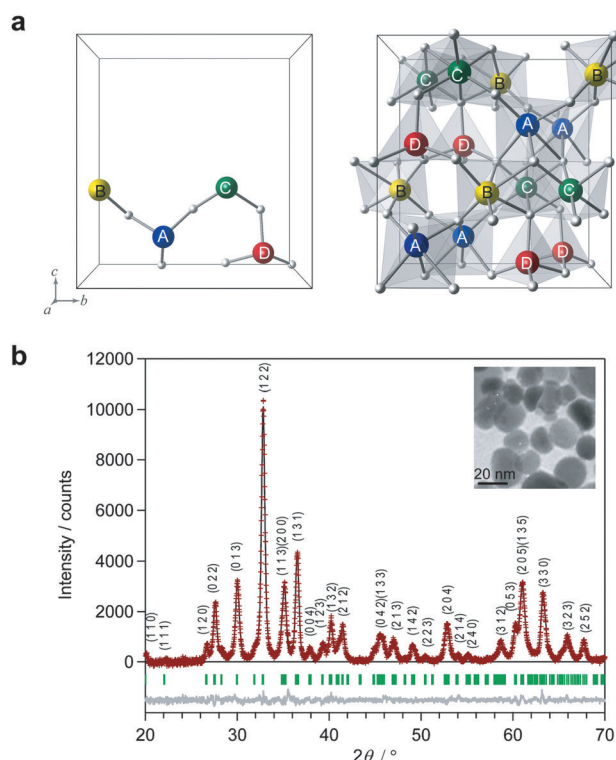 a
B
C
A
D
c
a
b
C
C
B
B
A
A
D
D
B
B
C
C
A
A
D
D
b
12000
10000
8000
6000
4000
2000
0
Intensity / counts
(1 1 0)
(1 1 1)
(1 2 0)
(0 2 2)
(0 1 3)
(1 2 2)
(1 1 3)(2 0 0)
(1 3 1)
(0 0 4)
(1 2 3)
(1 3 2)
(2 1 2)
(0 4 2)(1 3 3)
(2 1 3)
(1 4 2)
(2 2 3)
(2 0 4)
(2 1 4)
(2 4 0)
(3 1 2)
(0 5 3)
(2 0 5)(1 3 5)
(3 3 0)
(3 2 3)
(2 5 2)
20 nm
20 30 40 50 60 70
2θ / °